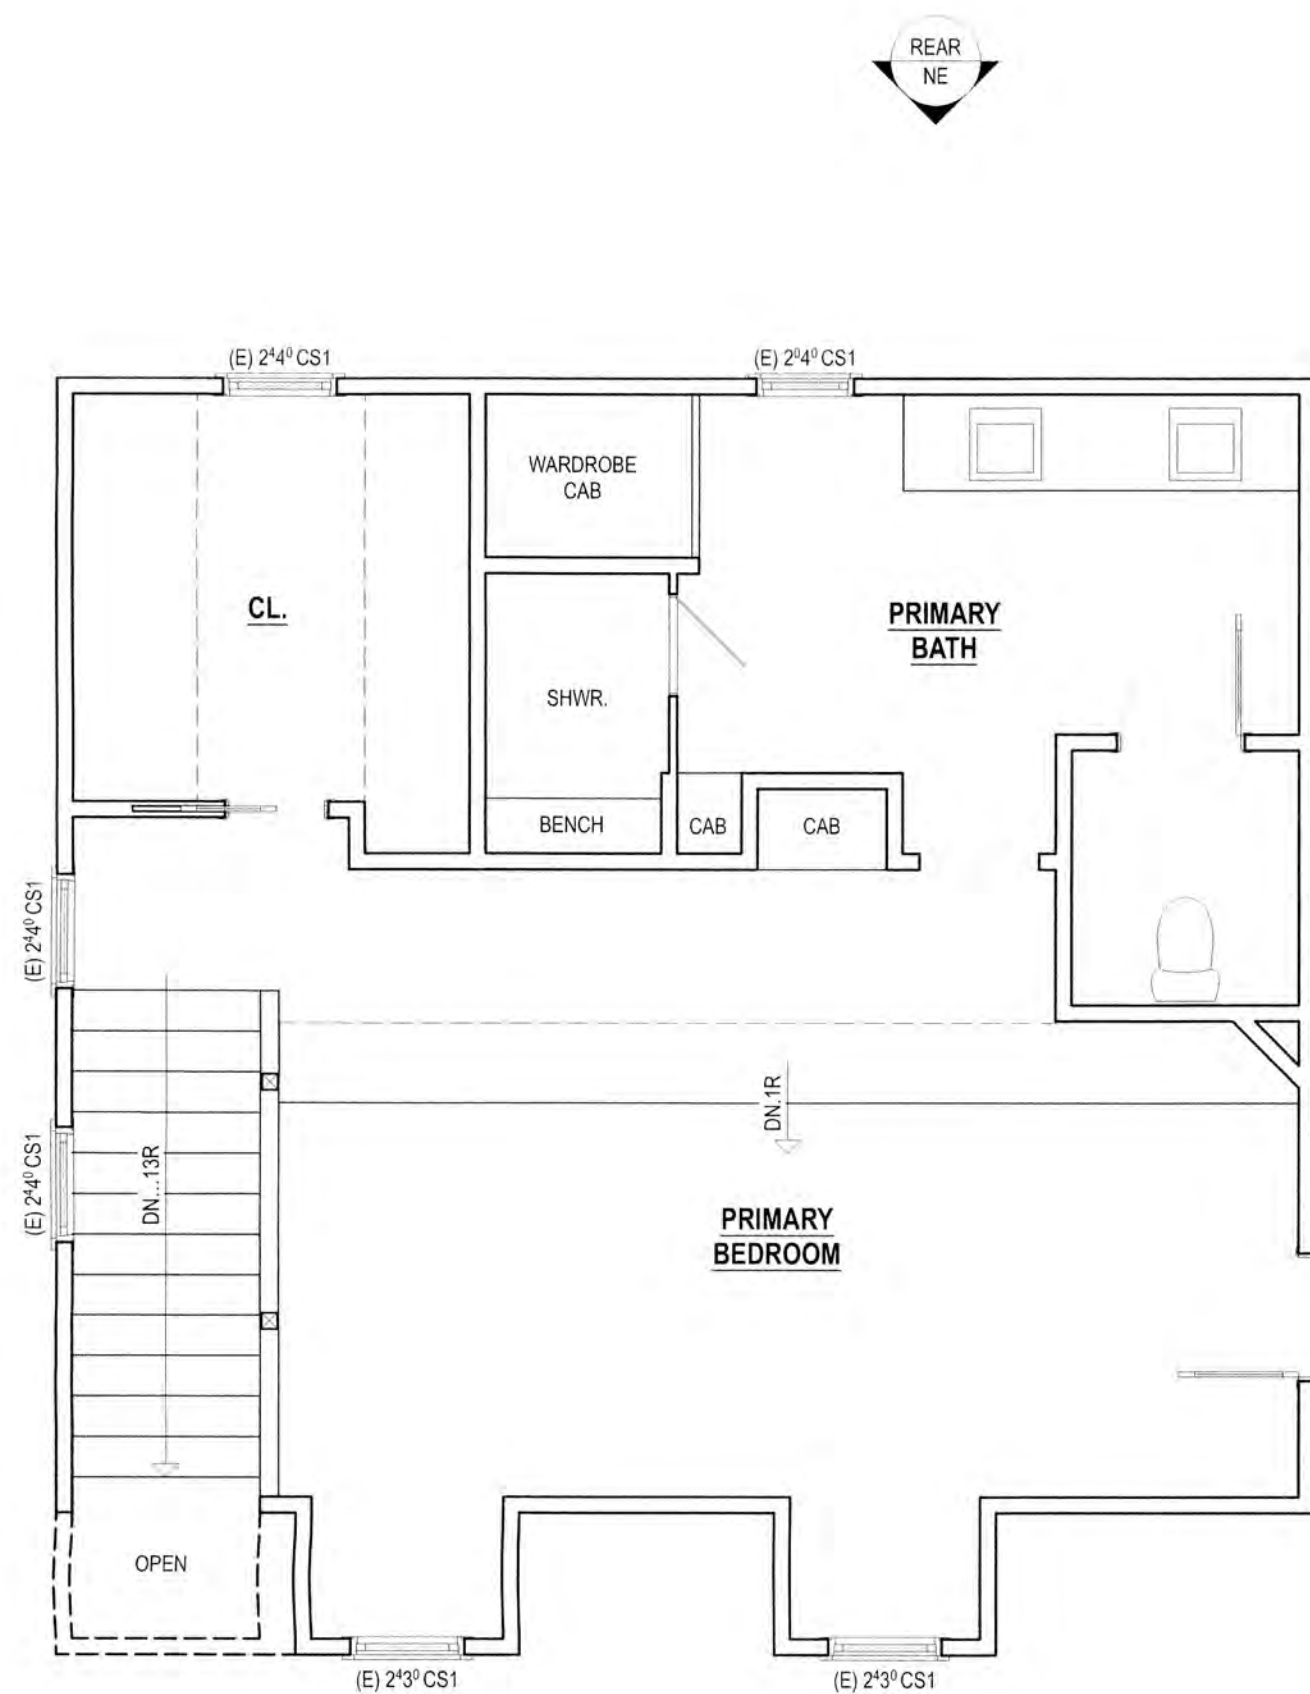 REAR
NE
(E) 2⁴4⁰ CS1
(E) 2⁰4⁰ CS1
WARDROBE
CAB
CL.
PRIMARY
BATH
SHWR.
BENCH
CAB
CAB
(E) 2⁴4⁰ CS1
DN.1R
(E) 2⁴4⁰ CS1
DN...13R
PRIMARY
BEDROOM
OPEN
(E) 2⁴3⁰ CS1
(E) 2⁴3⁰ CS1